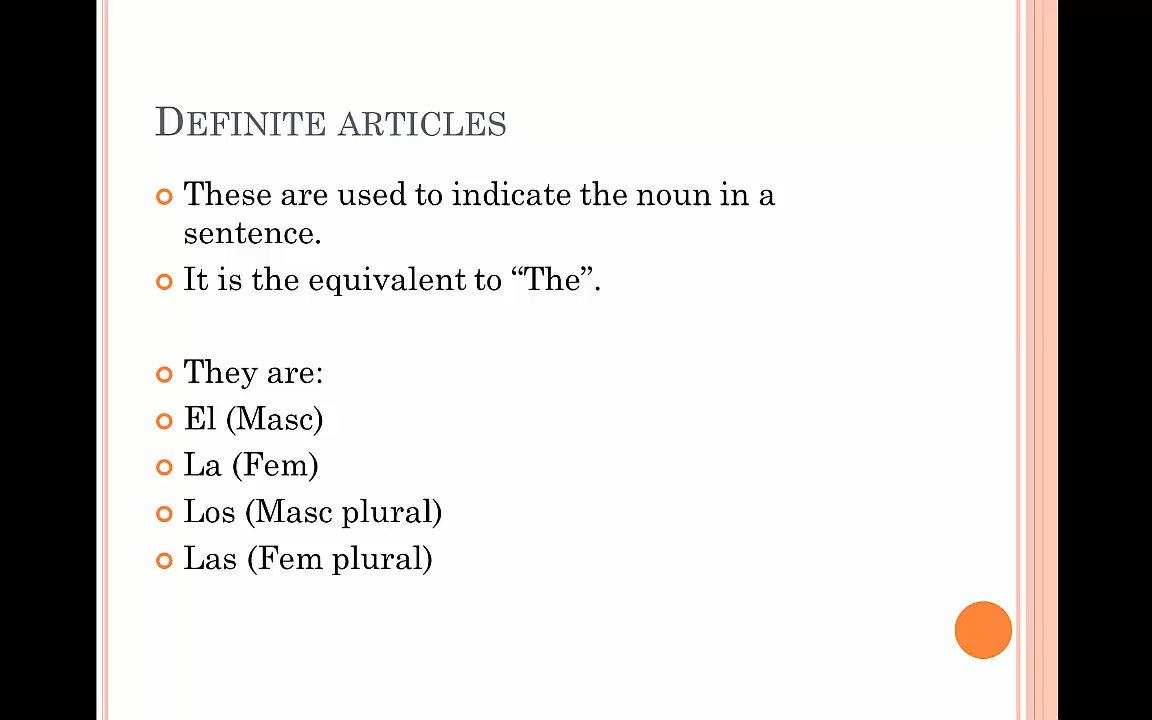 DEFINITE ARTICLES
These are used to indicate the noun in a
sentence.
It is the equivalent to “The”.
They are:
El (Masc)
La (Fem)
Los (Masc plural)
Las (Fem plural)